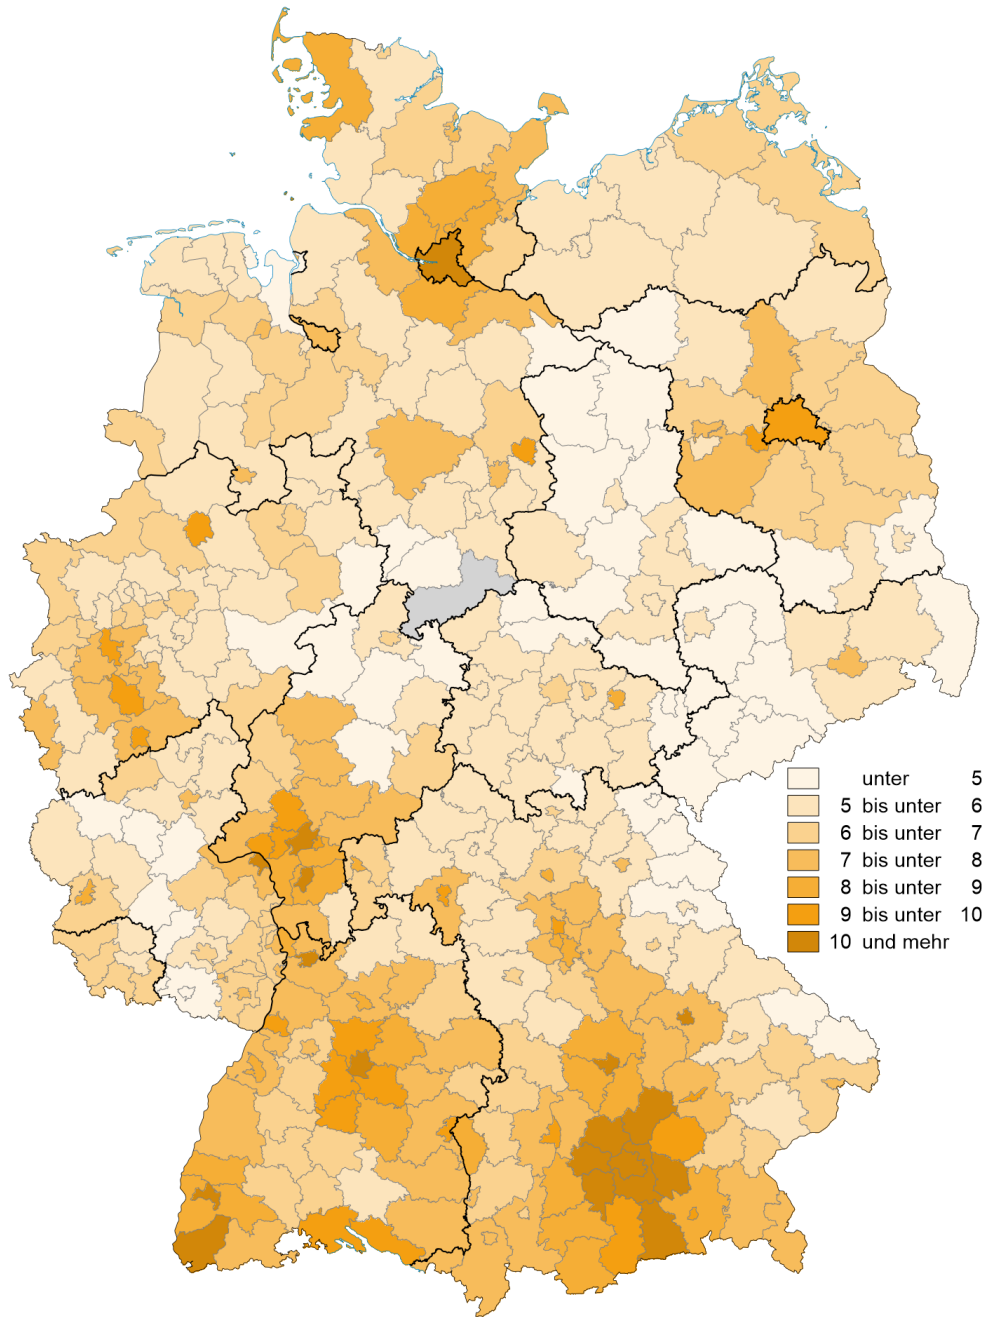 unter 5
5 bis unter 6
6 bis unter 7
7 bis unter 8
8 bis unter 9
9 bis unter 10
10 und mehr